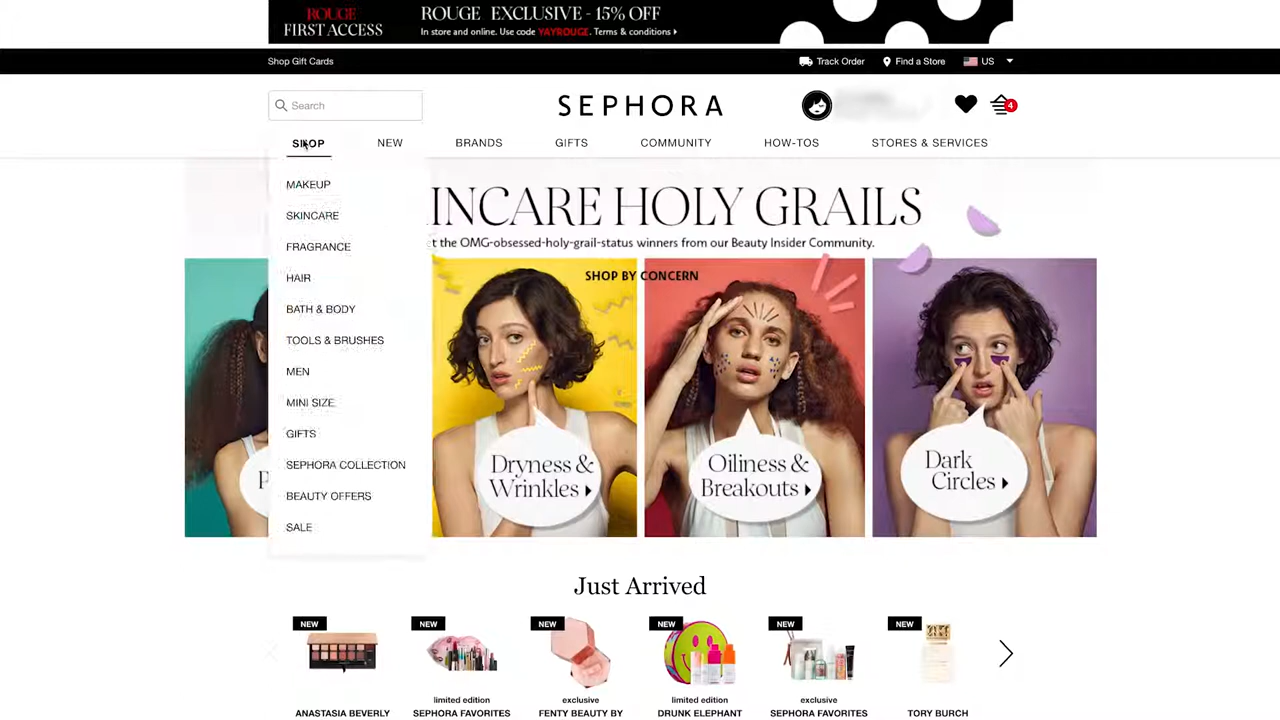 ROUGE
FIRST ACCESS
ROUGE EXCLUSIVE - 15% OFF
In store and online. Use code YAYROUGE. Terms & conditions
Shop Gift Cards
Track Order
Find a Store
US
Search
SEPHORA
4
SHOP
NEW
BRANDS
GIFTS
COMMUNITY
HOW-TOS
STORES & SERVICES
MAKEUP
SKINCARE
FRAGRANCE
HAIR
BATH & BODY
TOOLS & BRUSHES
MEN
MINI SIZE
GIFTS
SEPHORA COLLECTION
BEAUTY OFFERS
SALE
INCARE HOLY GRAILS
t the OMG-obsessed-holy-grail-status winners from our Beauty Insider Community.
SHOP BY CONCERN
P
Dryness &
Wrinkles
Oiliness &
Breakouts
Dark
Circles
Just Arrived
NEW
NEW
NEW
NEW
NEW
NEW
limited edition
exclusive
limited edition
exclusive
ANASTASIA BEVERLY
SEPHORA FAVORITES
FENTY BEAUTY BY
DRUNK ELEPHANT
SEPHORA FAVORITES
TORY BURCH